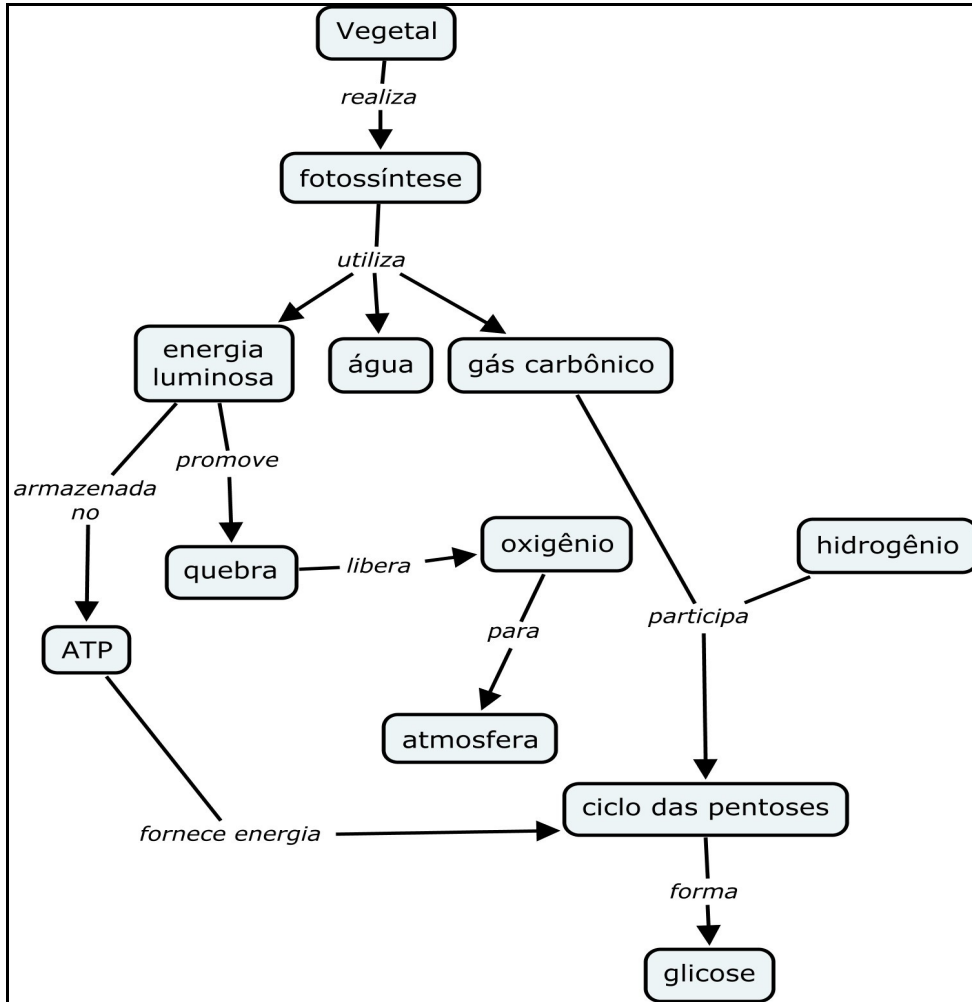 Vegetal
realiza
fotossíntese
utiliza
energia
luminosa
água
gás carbônico
promove
armazenada
no
quebra
libera
oxigênio
hidrogênio
participa
para
ATP
atmosfera
ciclo das pentoses
fornece energia
forma
glicose